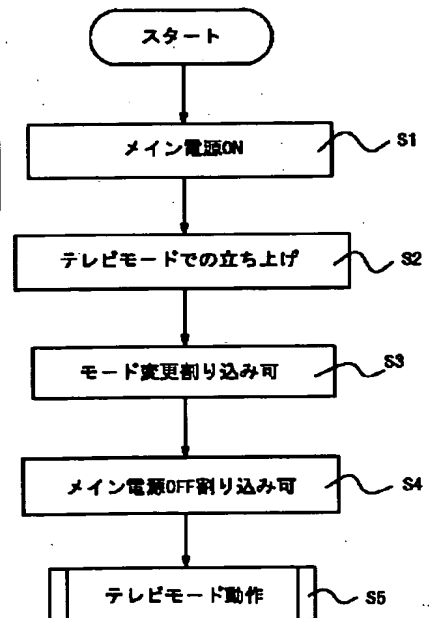 スタート
メイン電源ON
S1
テレビモードでの立ち上げ
S2
モード変更割り込み可
S3
メイン電源OFF割り込み可
S4
テレビモード動作
S5